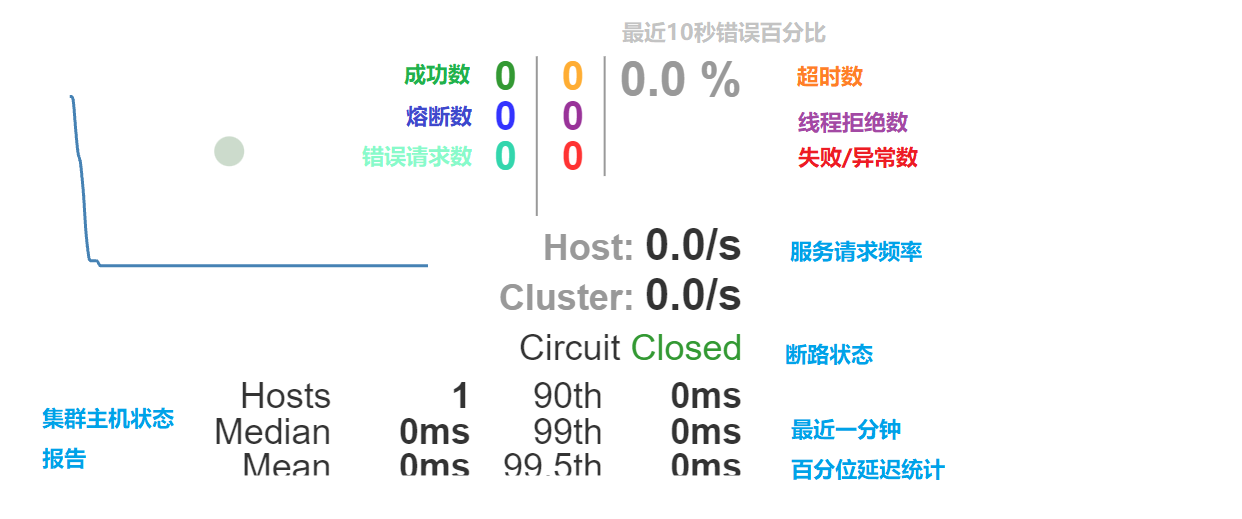 最近10秒错误百分比
成功数 0 0 0.0 % 超时数
熔断数 0 0 线程拒绝数
错误请求数 0 0 失败/异常数
Host: 0.0/s 服务请求频率
Cluster: 0.0/s
Circuit Closed 断路状态
Hosts 1 90th 0ms
集群主机状态 Median 0ms 99th 0ms 最近一分钟
报告 Mean 0ms 99.5th 0ms 百分位延迟统计